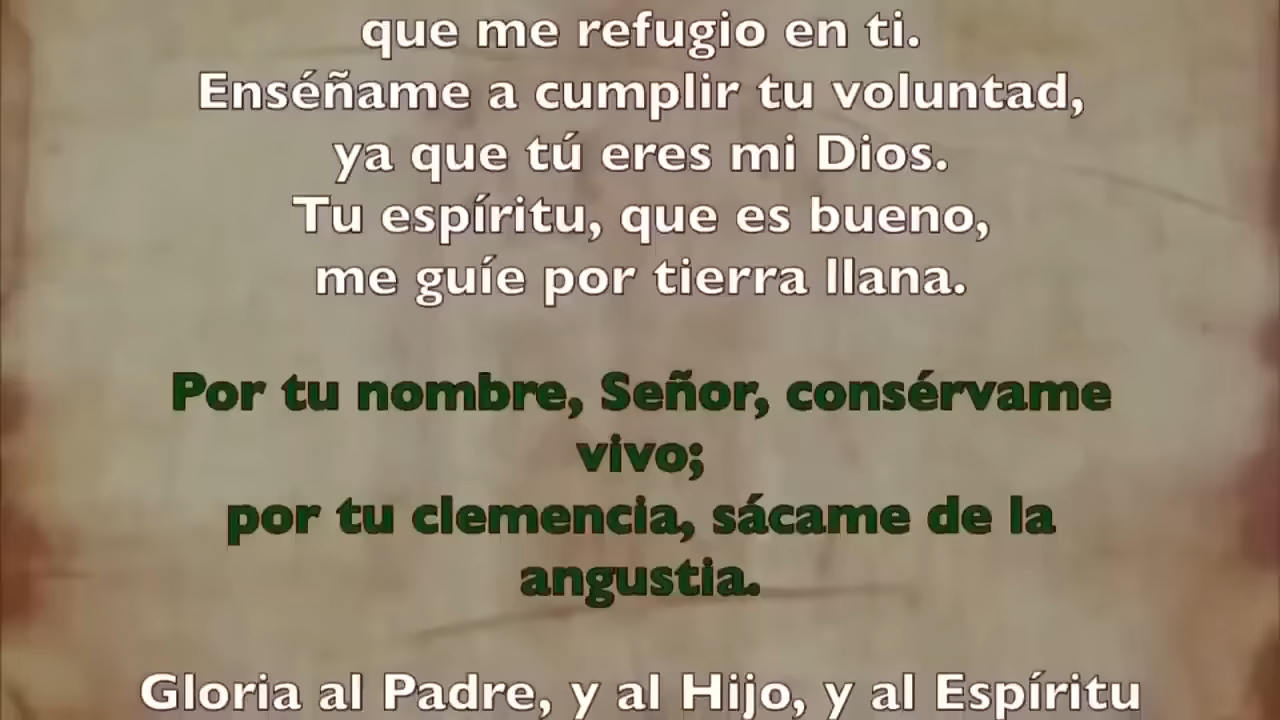 que me refugio en ti.
Enséñame a cumplir tu voluntad,
ya que tú eres mi Dios.
Tu espíritu, que es bueno,
me guíe por tierra llana.
Por tu nombre, Señor, consérvame
vivo;
por tu clemencia, sácame de la
angustia.
Gloria al Padre, y al Hijo, y al Espíritu